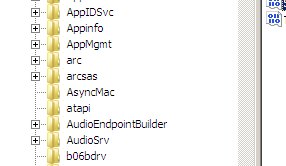 AppIDSvc
Appinfo
AppMgmt
arc
arcsas
AsyncMac
atapi
AudioEndpointBuilder
AudioSrv
b06bdrv